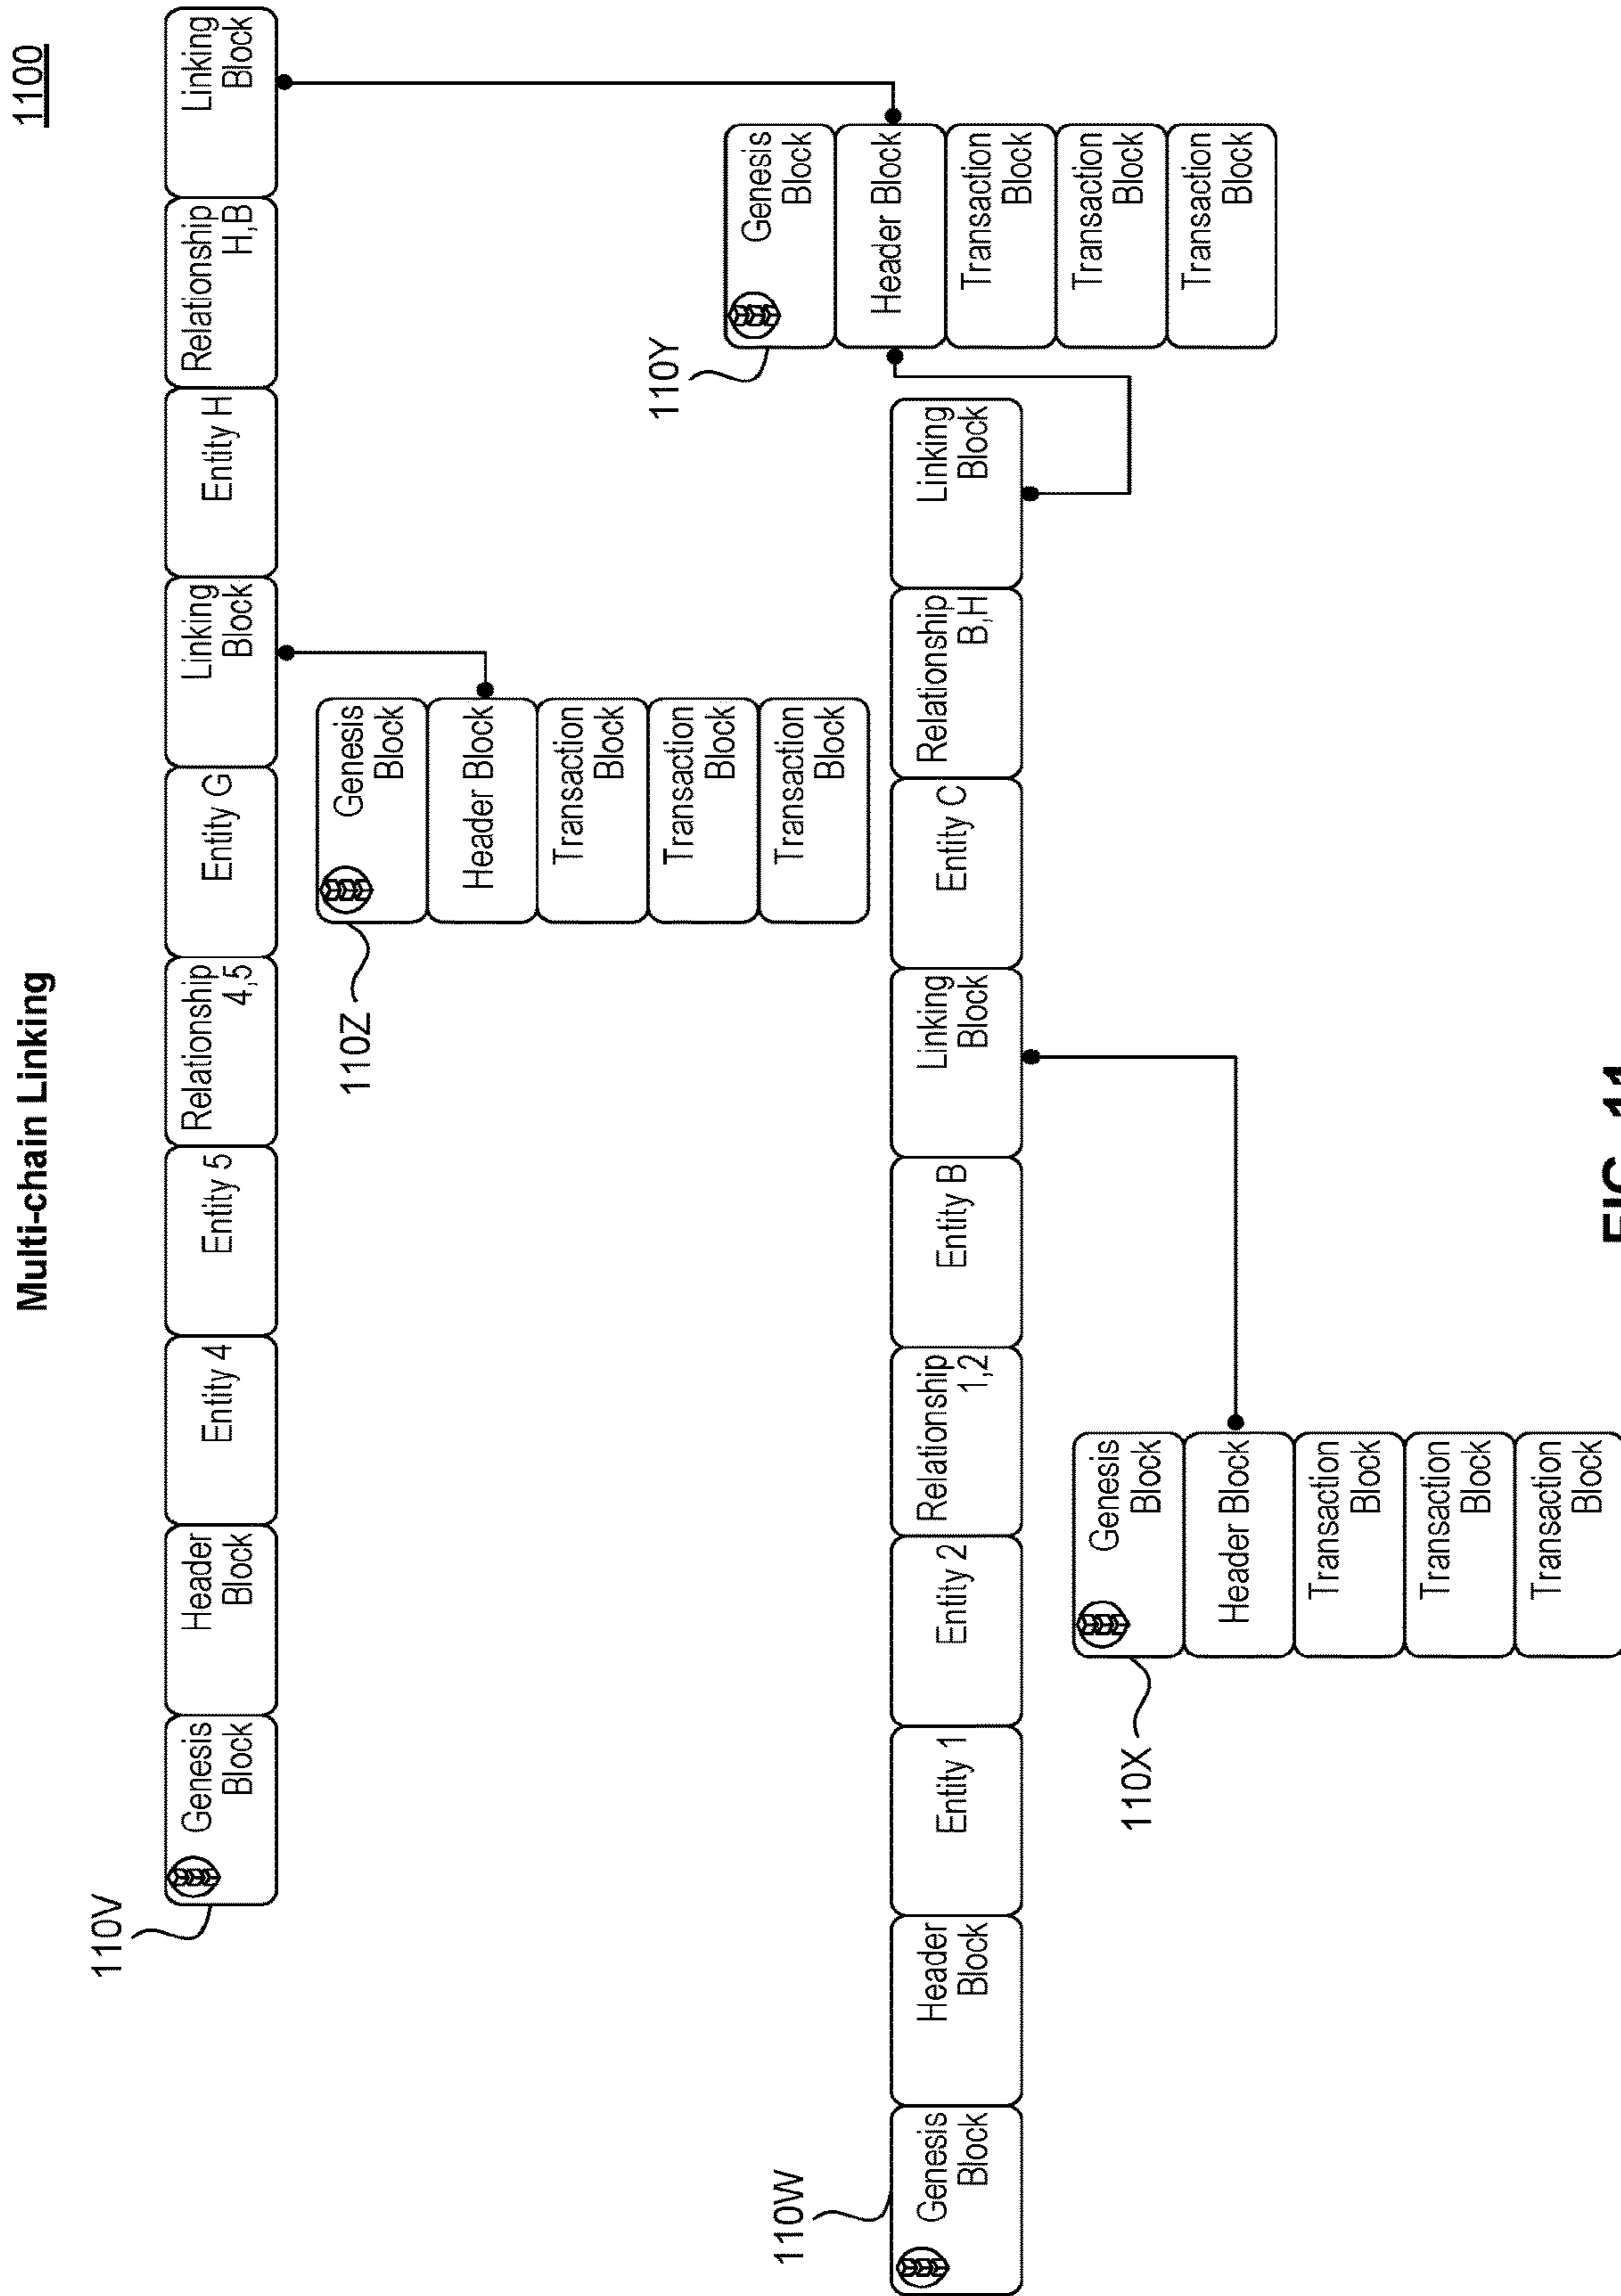 Multi-chain Linking
1100
110V
Genesis
Block
Header
Block
Entity 4
Entity 5
Relationship
4,5
Entity G
Linking
Block
Entity H
Relationship
H,B
Linking
Block
110Z
Genesis
Block
Header Block
Transaction
Block
Transaction
Block
Transaction
Block
110Y
Genesis
Block
Header Block
Transaction
Block
Transaction
Block
Transaction
Block
110W
Genesis
Block
Header
Block
Entity 1
Entity 2
Relationship
1,2
Entity B
Linking
Block
Entity C
Relationship
B,H
Linking
Block
110X
Genesis
Block
Header Block
Transaction
Block
Transaction
Block
Transaction
Block
FIG. 11